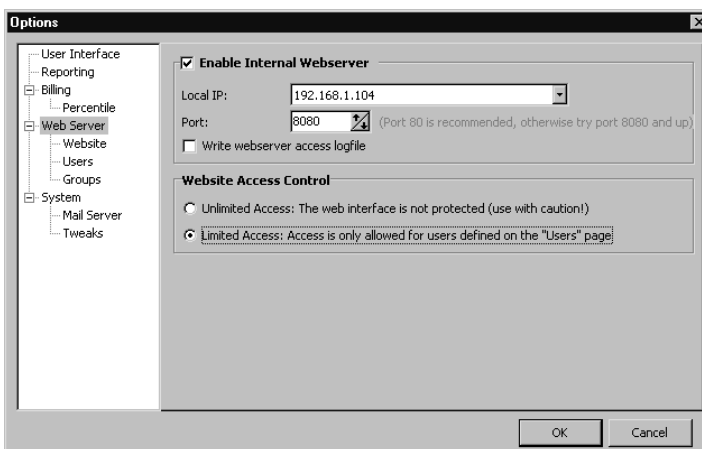 Options
User Interface
Reporting
Billing
Percentile
Web Server
Website
Users
Groups
System
Mail Server
Tweaks
Enable Internal Webserver
Local IP: 192.168.1.104
Port: 8080 (Port 80 is recommended, otherwise try port 8080 and up)
Write webserver access logfile
Website Access Control
Unlimited Access: The web interface is not protected (use with caution!)
Limited Access: Access is only allowed for users defined on the "Users" page
OK Cancel